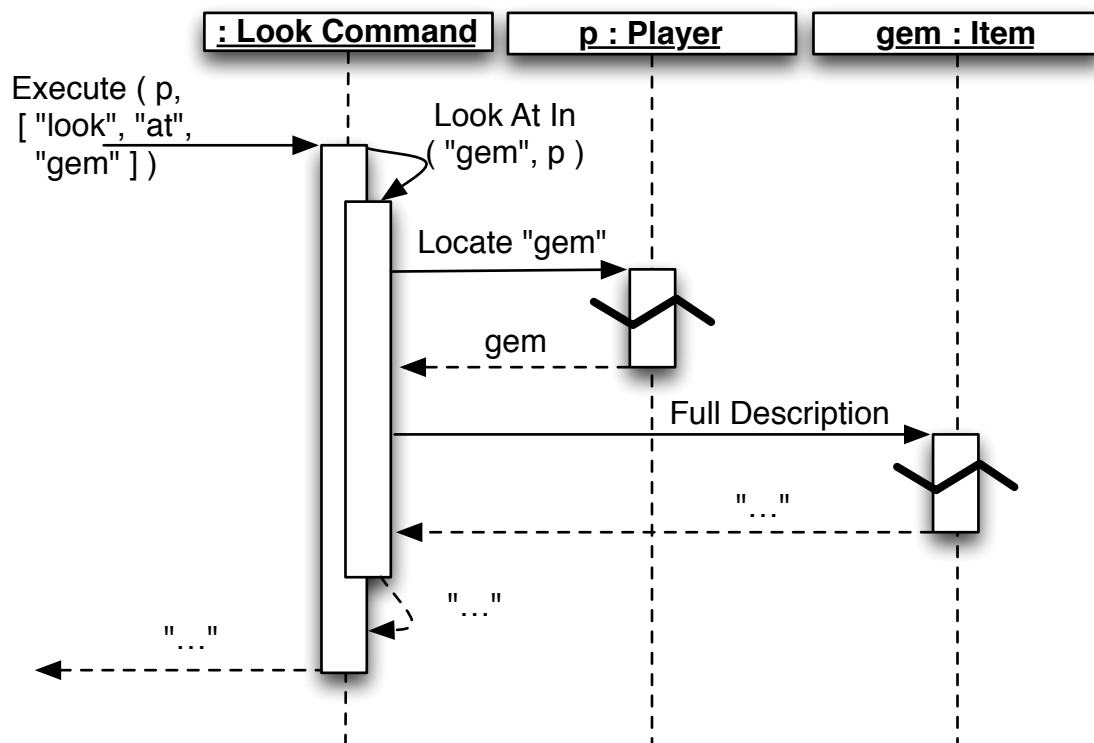 : Look Command
p : Player
gem : Item
Execute ( p,
[ "look", "at",
"gem" ] )
Look At In
( "gem", p )
Locate "gem"
gem
Full Description
"..."
"..."
"..."